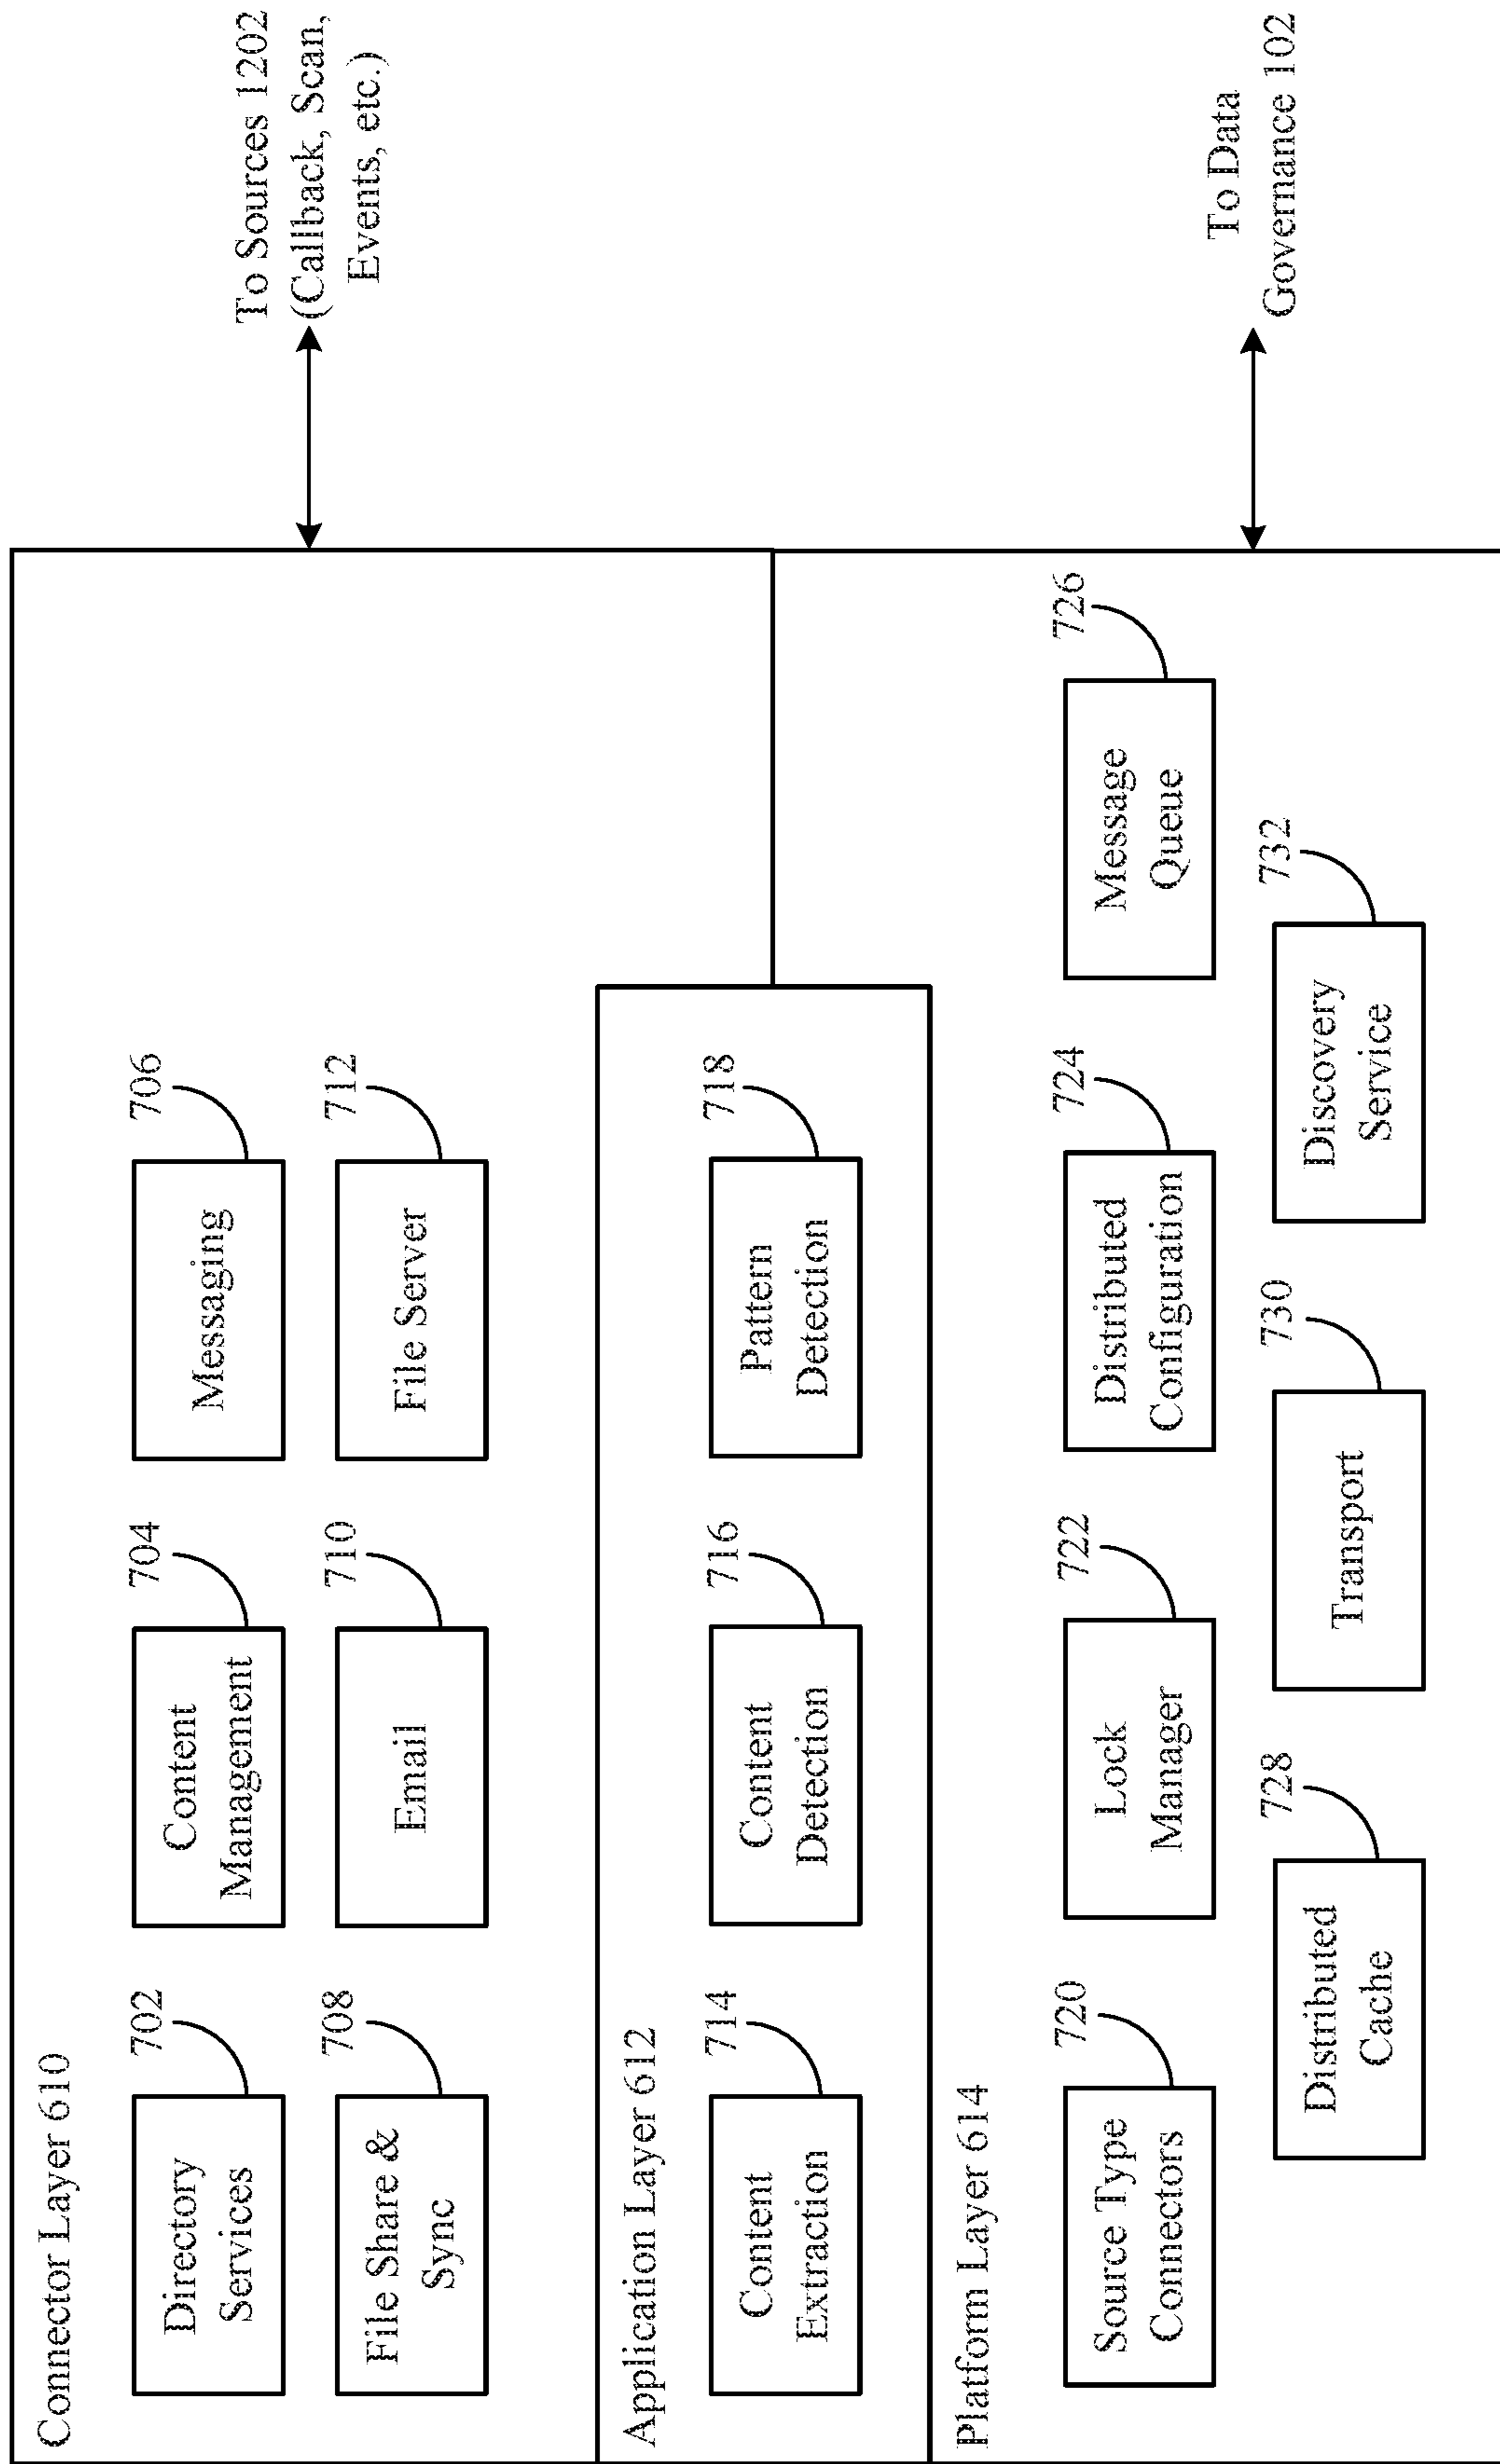 Connector Layer 610
702
Directory
Services
704
Content
Management
706
Messaging
708
File Share &
Sync
710
Email
712
File Server
To Sources 1202
(Callback, Scan,
Events, etc.)
Application Layer 612
714
Content
Extraction
716
Content
Detection
718
Pattern
Detection
Platform Layer 614
720
Source Type
Connectors
722
Lock
Manager
724
Distributed
Configuration
726
Message
Queue
728
Distributed
Cache
730
Transport
732
Discovery
Service
To Data
Governance 102